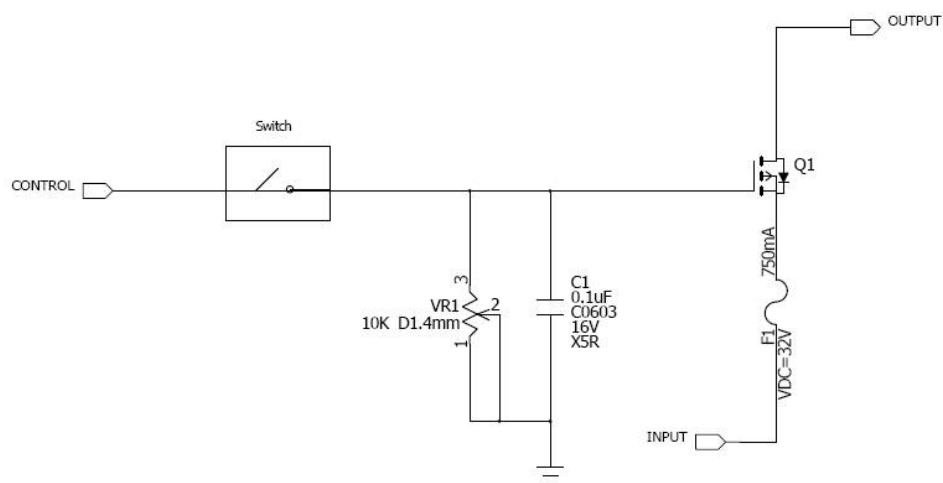 OUTPUT
Switch
Q1
CONTROL
750mA
3
C1
VR1
2
0.1uF
10K D1.4mm
C0603
16V
1
X5R
F1
VDC=32V
INPUT